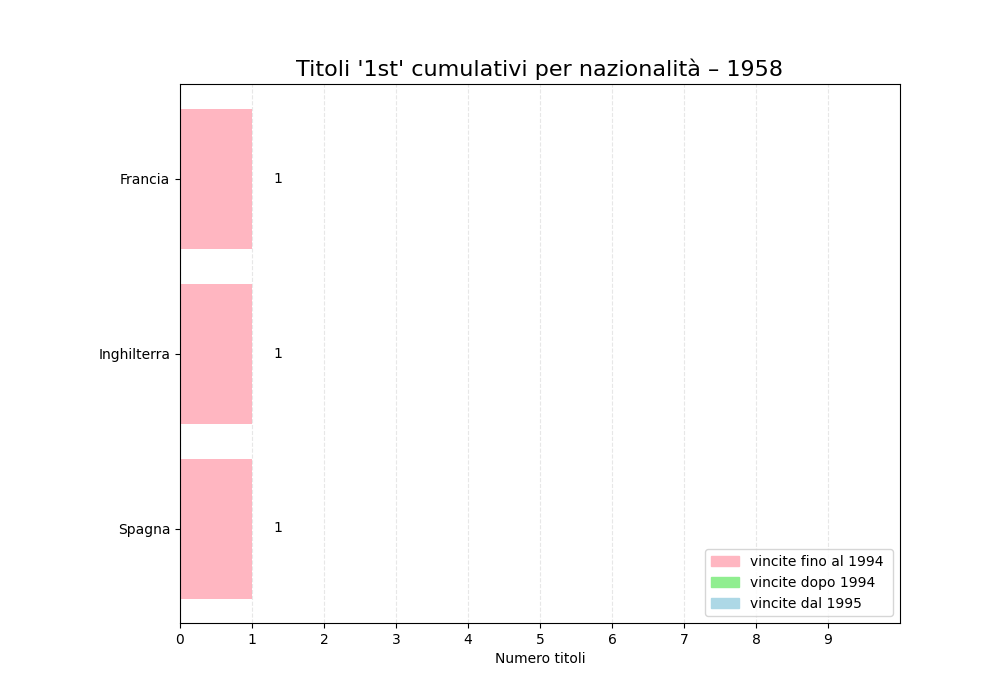 Titoli '1st' cumulativi per nazionalità – 1958
Francia
1
Inghilterra
1
Spagna
1
vincite fino al 1994
vincite dopo 1994
vincite dal 1995
0 1 2 3 4 5 6 7 8 9
Numero titoli